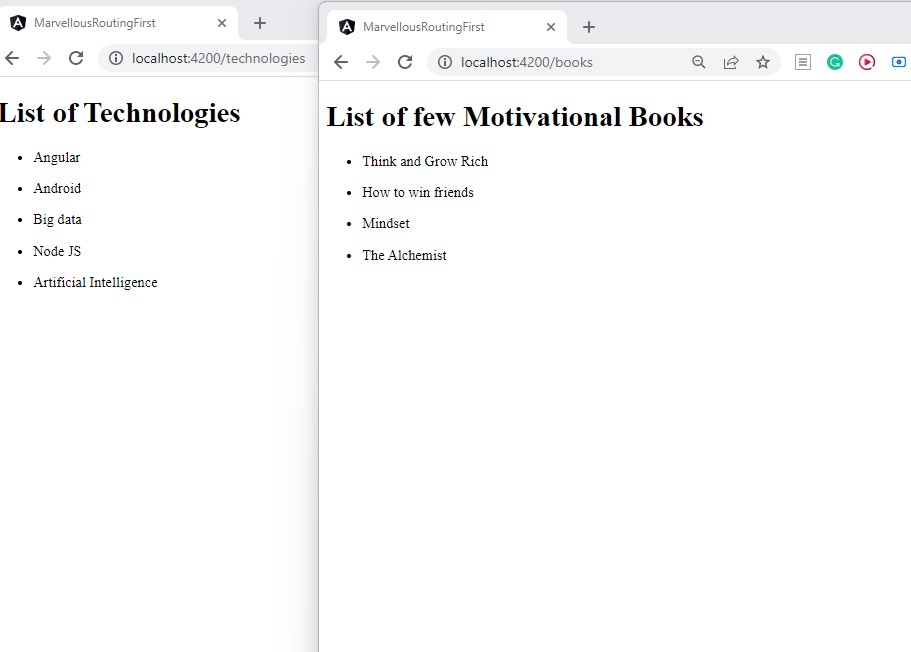 MarvellousRoutingFirst
localhost:4200/technologies
List of Technologies
Angular
Android
Big data
Node JS
Artificial Intelligence
MarvellousRoutingFirst
localhost:4200/books
List of few Motivational Books
Think and Grow Rich
How to win friends
Mindset
The Alchemist